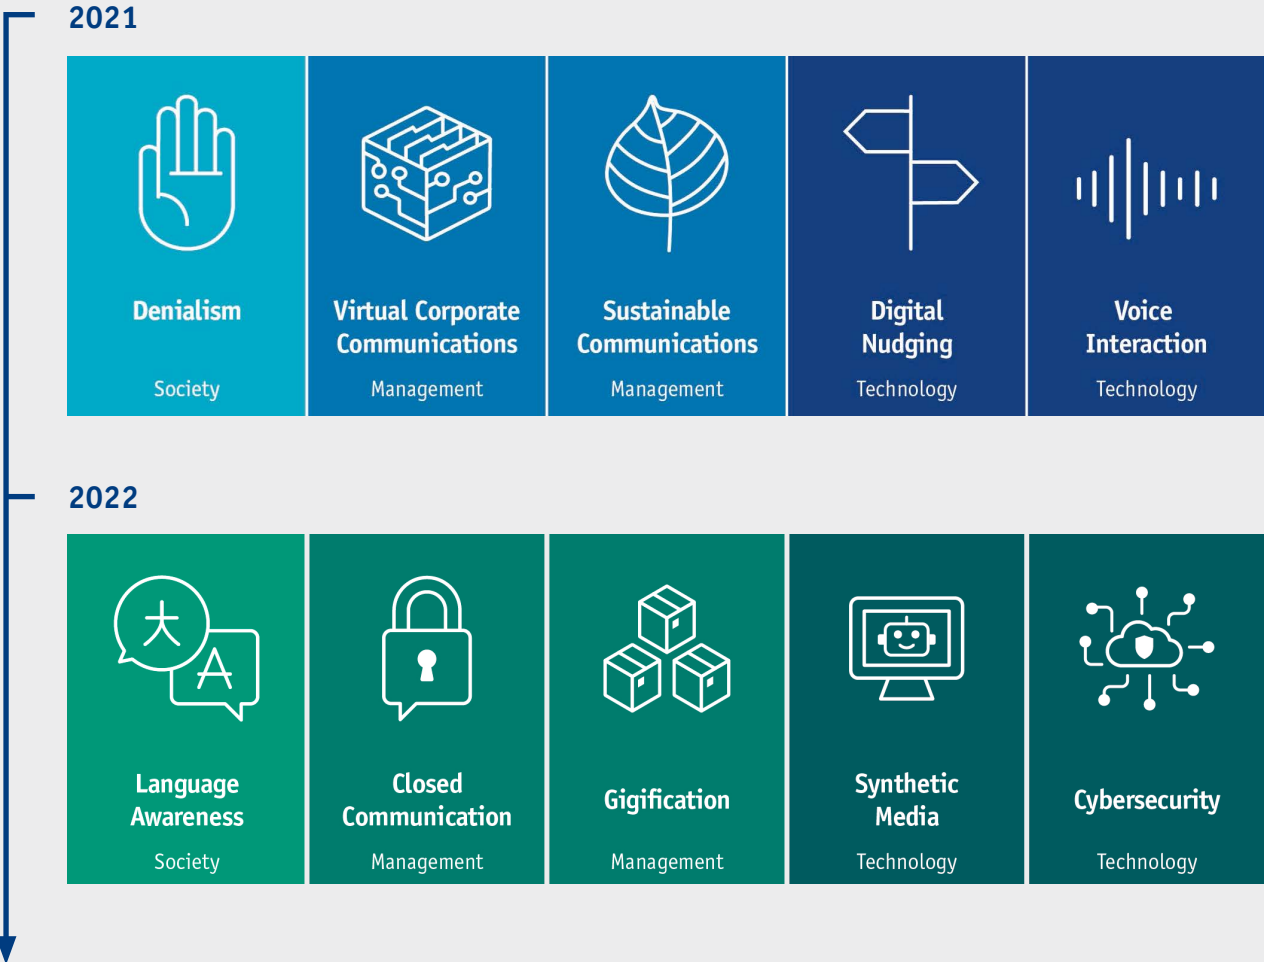 2021
Denialism
Society
Virtual Corporate
Communications
Management
Sustainable
Communications
Management
Digital
Nudging
Technology
Voice
Interaction
Technology
2022
大
A
Language
Awareness
Society
Closed
Communication
Management
Gigification
Management
Synthetic
Media
Technology
Cybersecurity
Technology